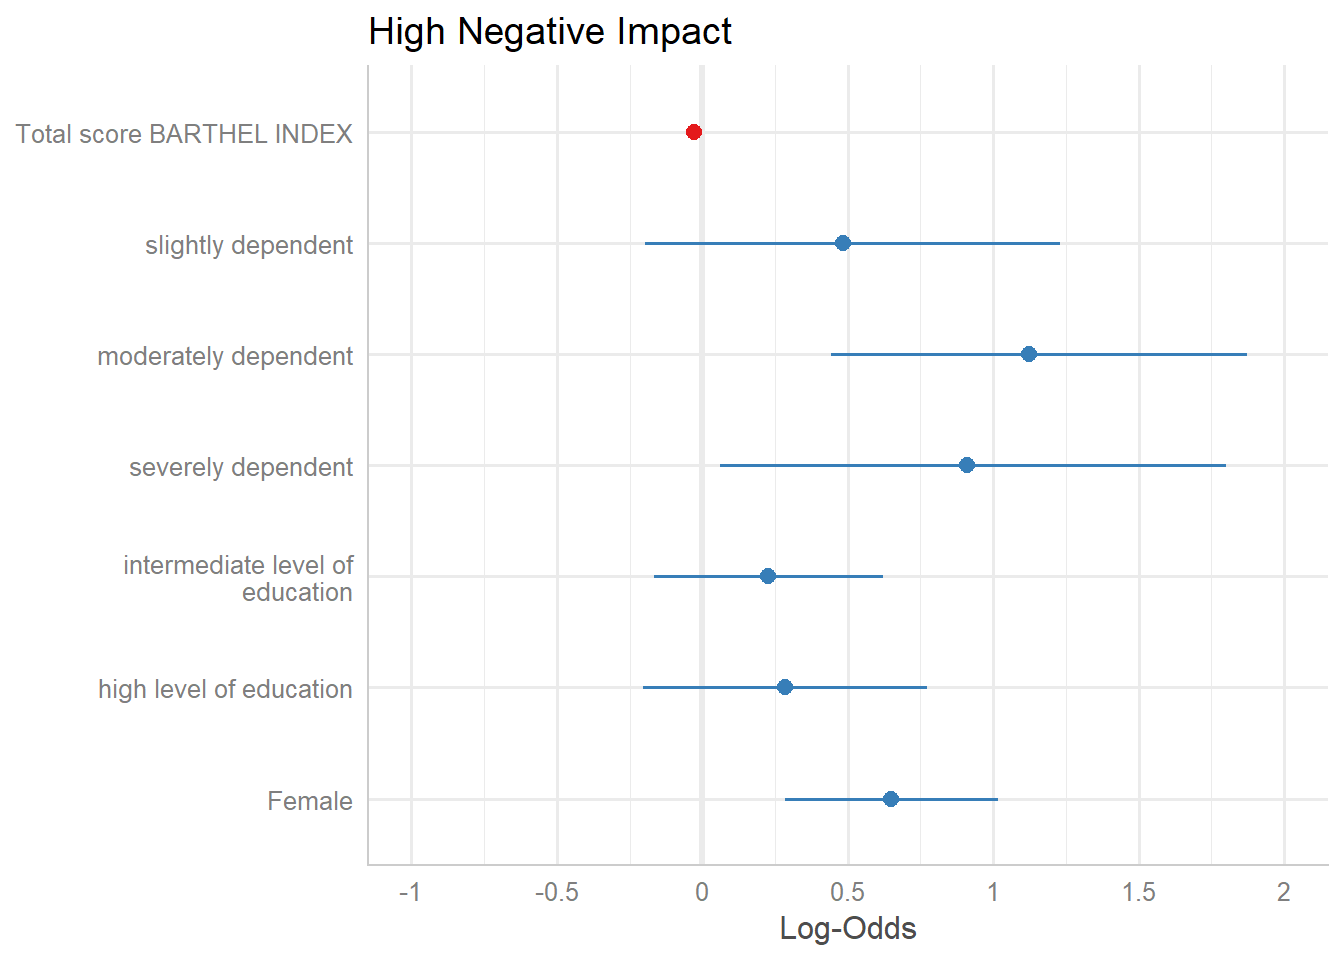 High Negative Impact
Total score BARTHEL INDEX
slightly dependent
moderately dependent
severely dependent
intermediate level of
education
high level of education
Female
-1 -0.5 0 0.5 1 1.5 2
Log-Odds